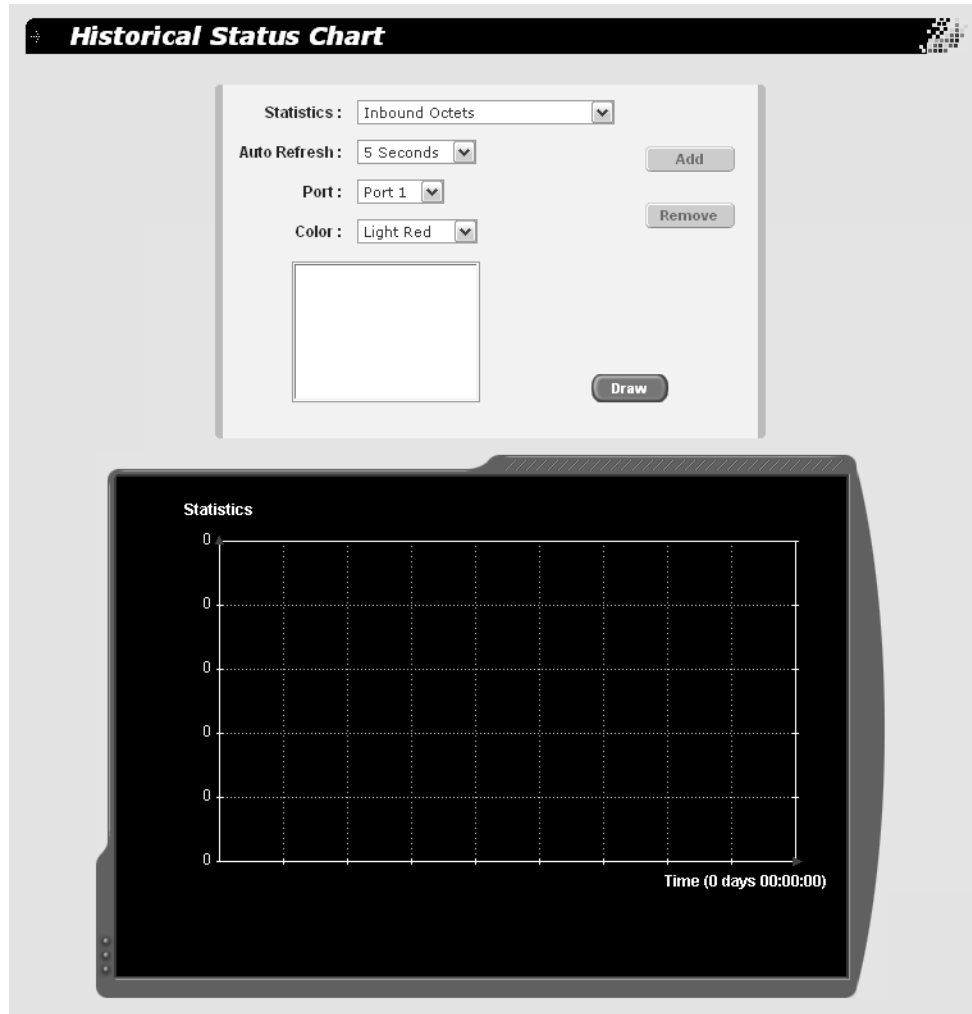 Historical Status Chart
Statistics : Inbound Octets
Auto Refresh : 5 Seconds
Add
Port : Port 1
Remove
Color : Light Red
Draw
Statistics
0
0
0
0
0
0
Time (0 days 00:00:00)